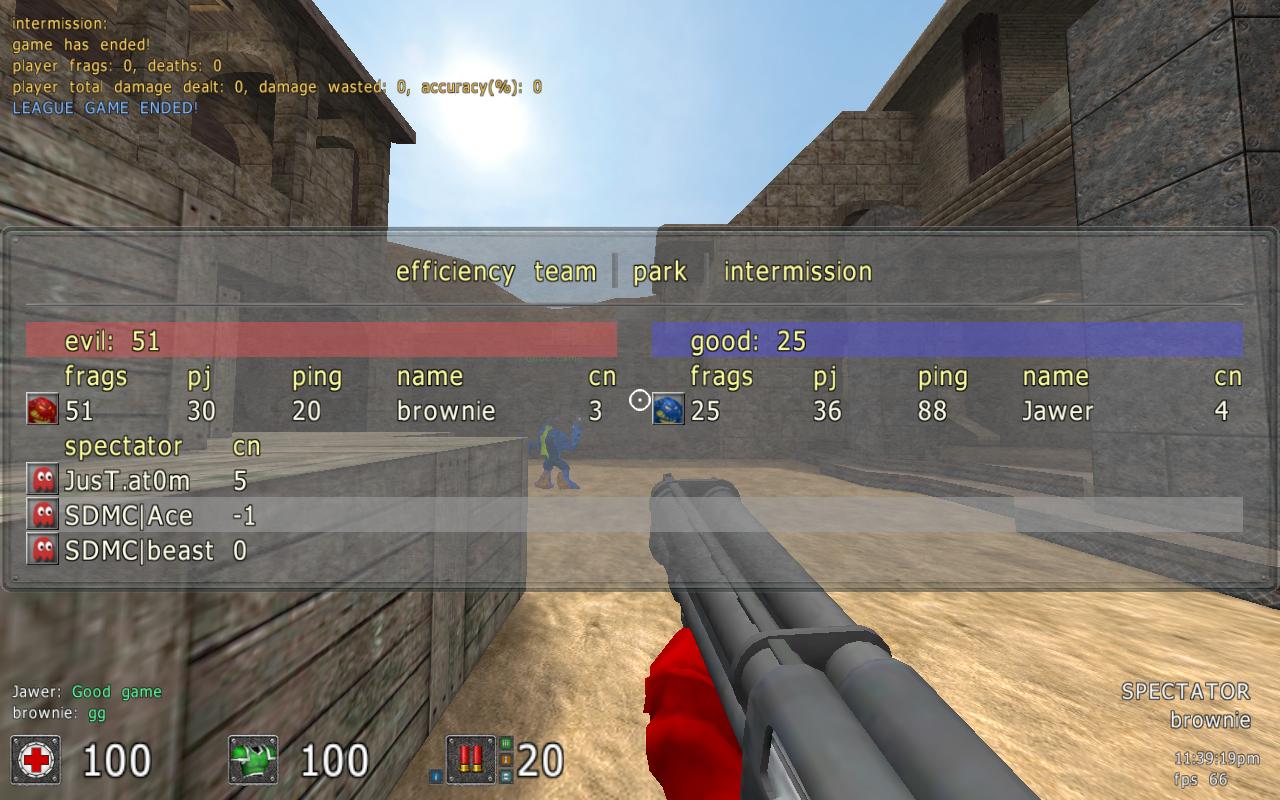 intermission:
game has ended!
player frags: 0, deaths: 0
player total damage dealt: 0, damage wasted: 0, accuracy(%): 0
LEAGUE GAME ENDED!
efficiency team park intermission
evil: 51 good: 25
frags pj ping name cn frags pj ping name cn
51 30 20 brownie 3 25 36 88 Jawer 4
spectator cn
JusT.at0m 5
SDMC|Ace -1
SDMC|beast 0
Jawer: Good game
brownie: gg
SPECTATOR
brownie
100 100 20
11:39:19pm
fps 66